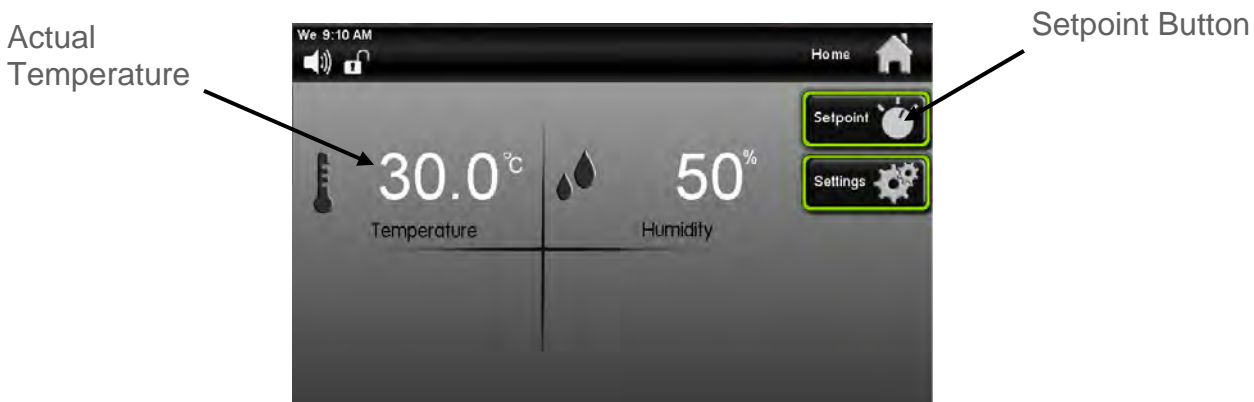 Actual
Temperature
Setpoint Button
We 9:10 AM
Home
Setpoint
Settings
30.0°C
50%
Temperature
Humidity